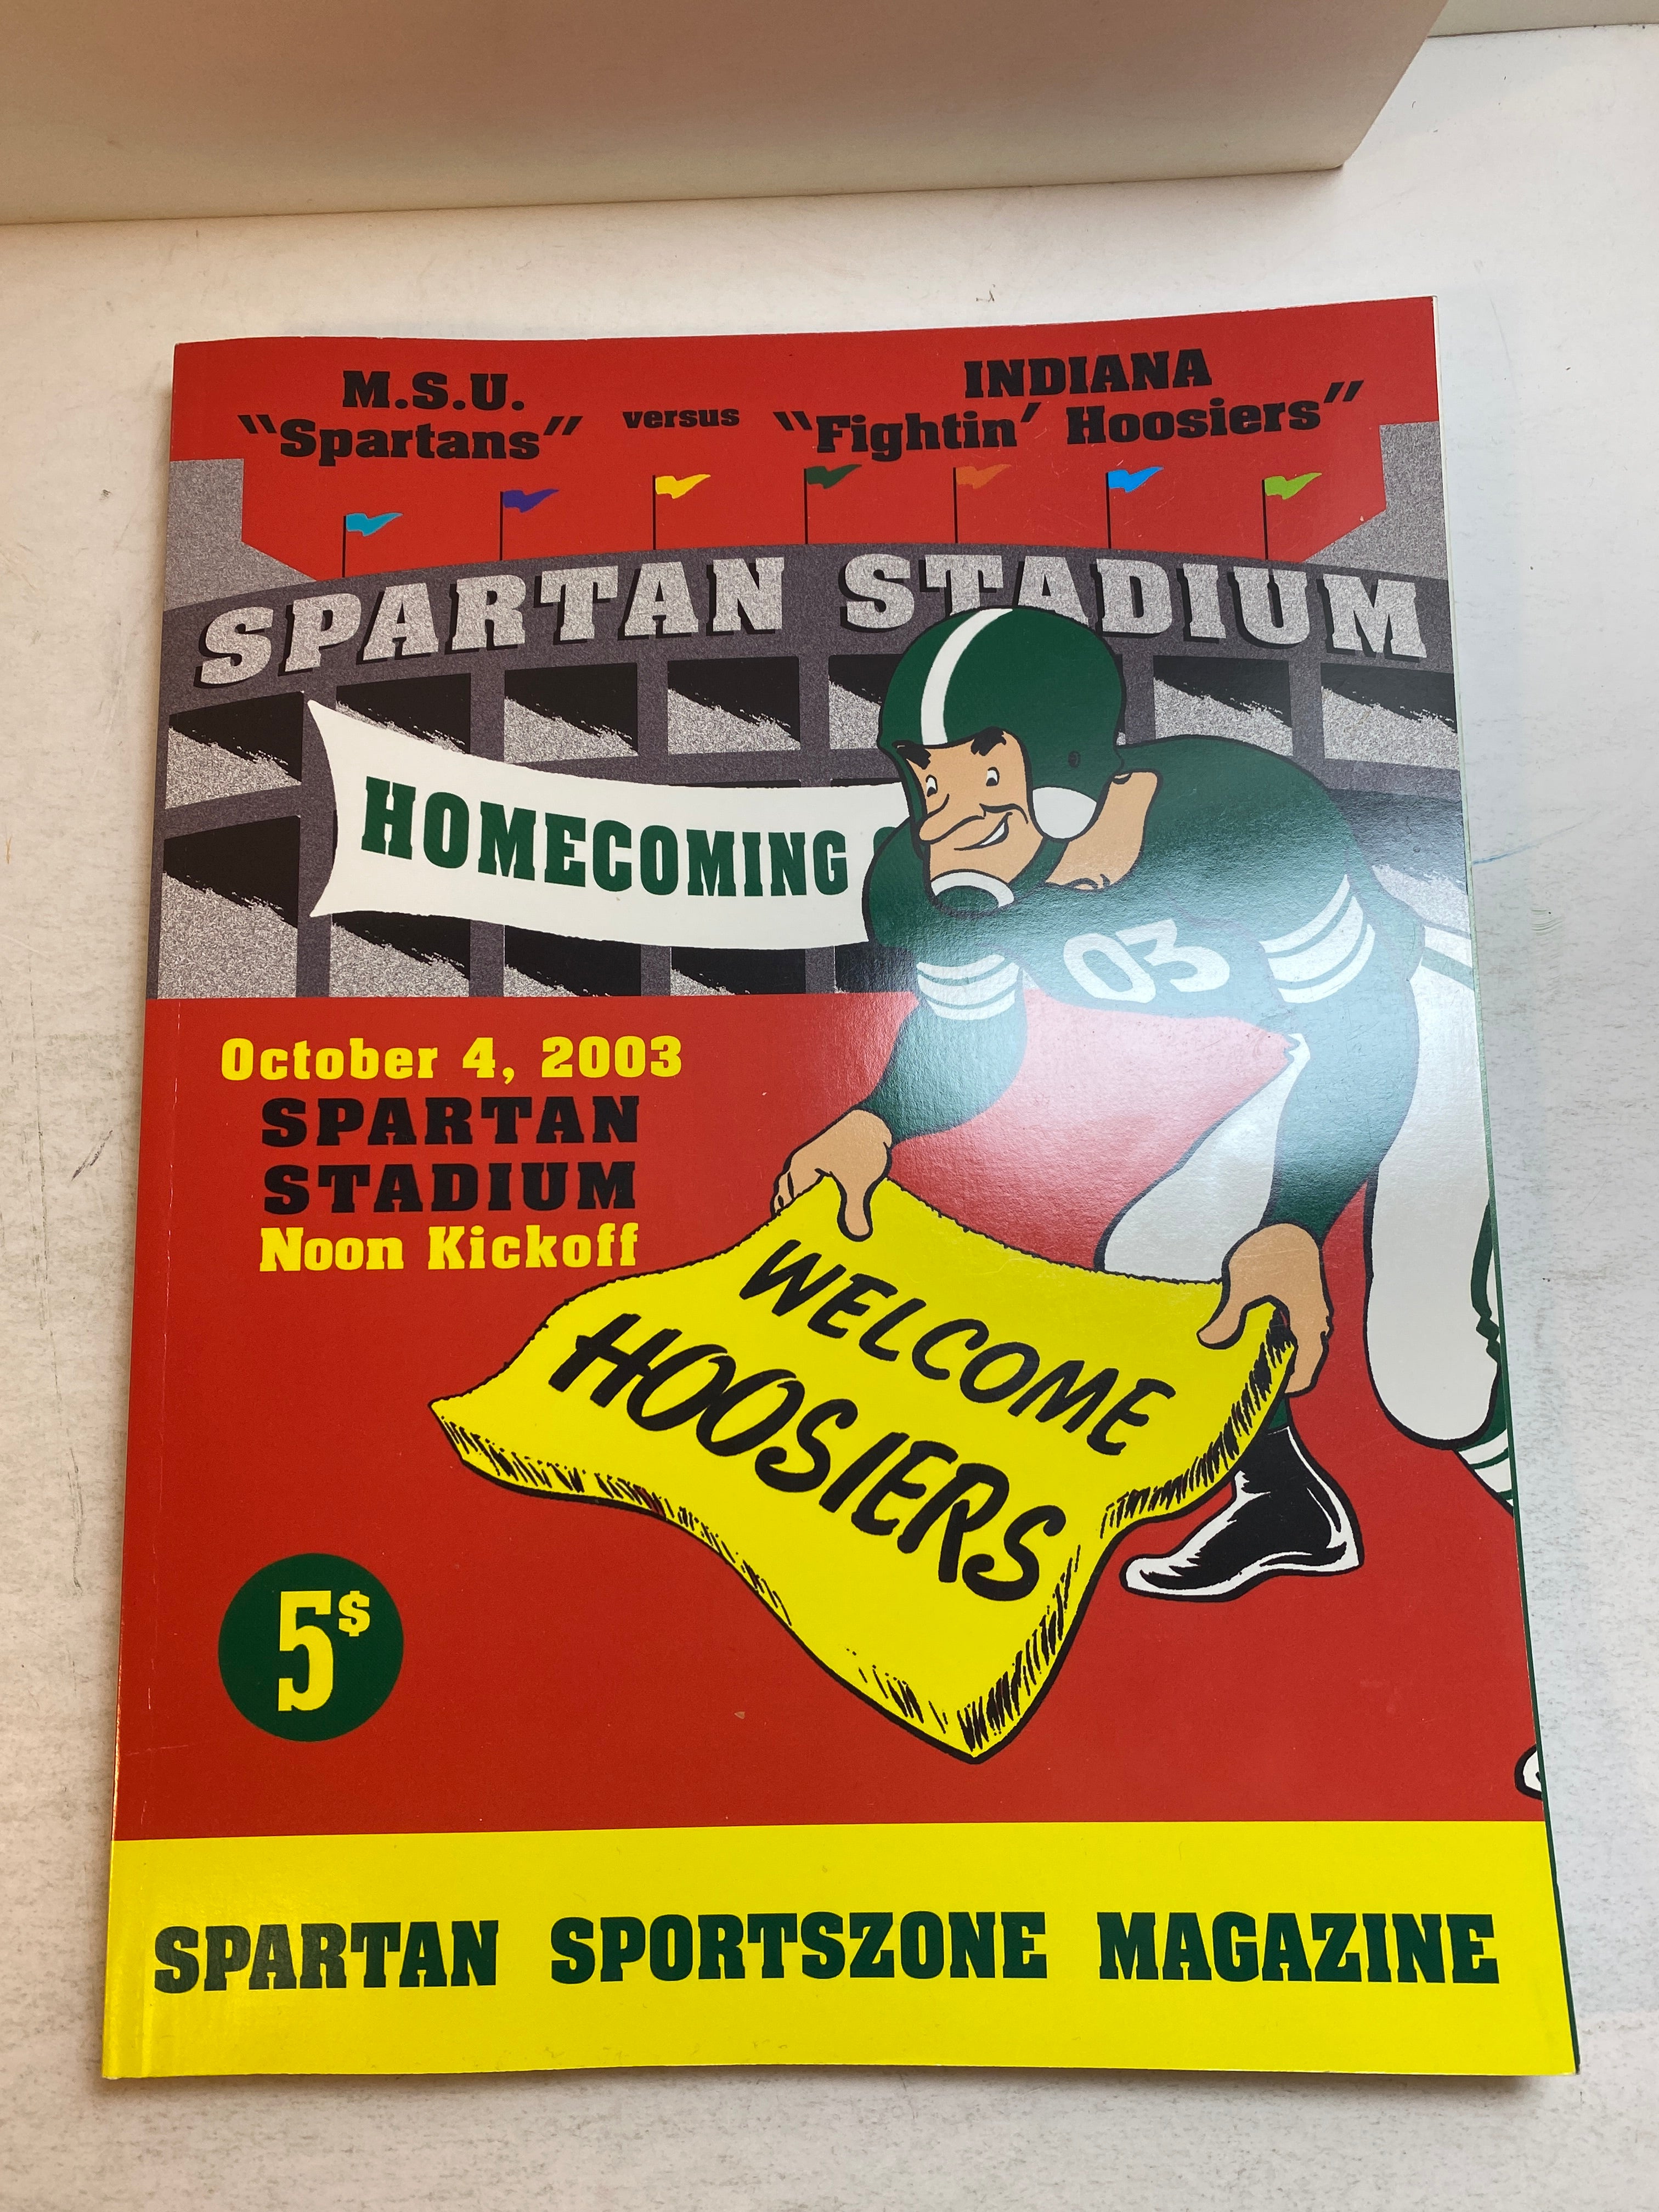 M.S.U.
"Spartans"
versus
INDIANA
"Fightin' Hoosiers"
SPARTAN STADIUM
HOMECOMING
03
October 4, 2003
SPARTAN
STADIUM
Noon Kickoff
WELCOME
HOOSIERS
5$
SPARTAN SPORTSZONE MAGAZINE